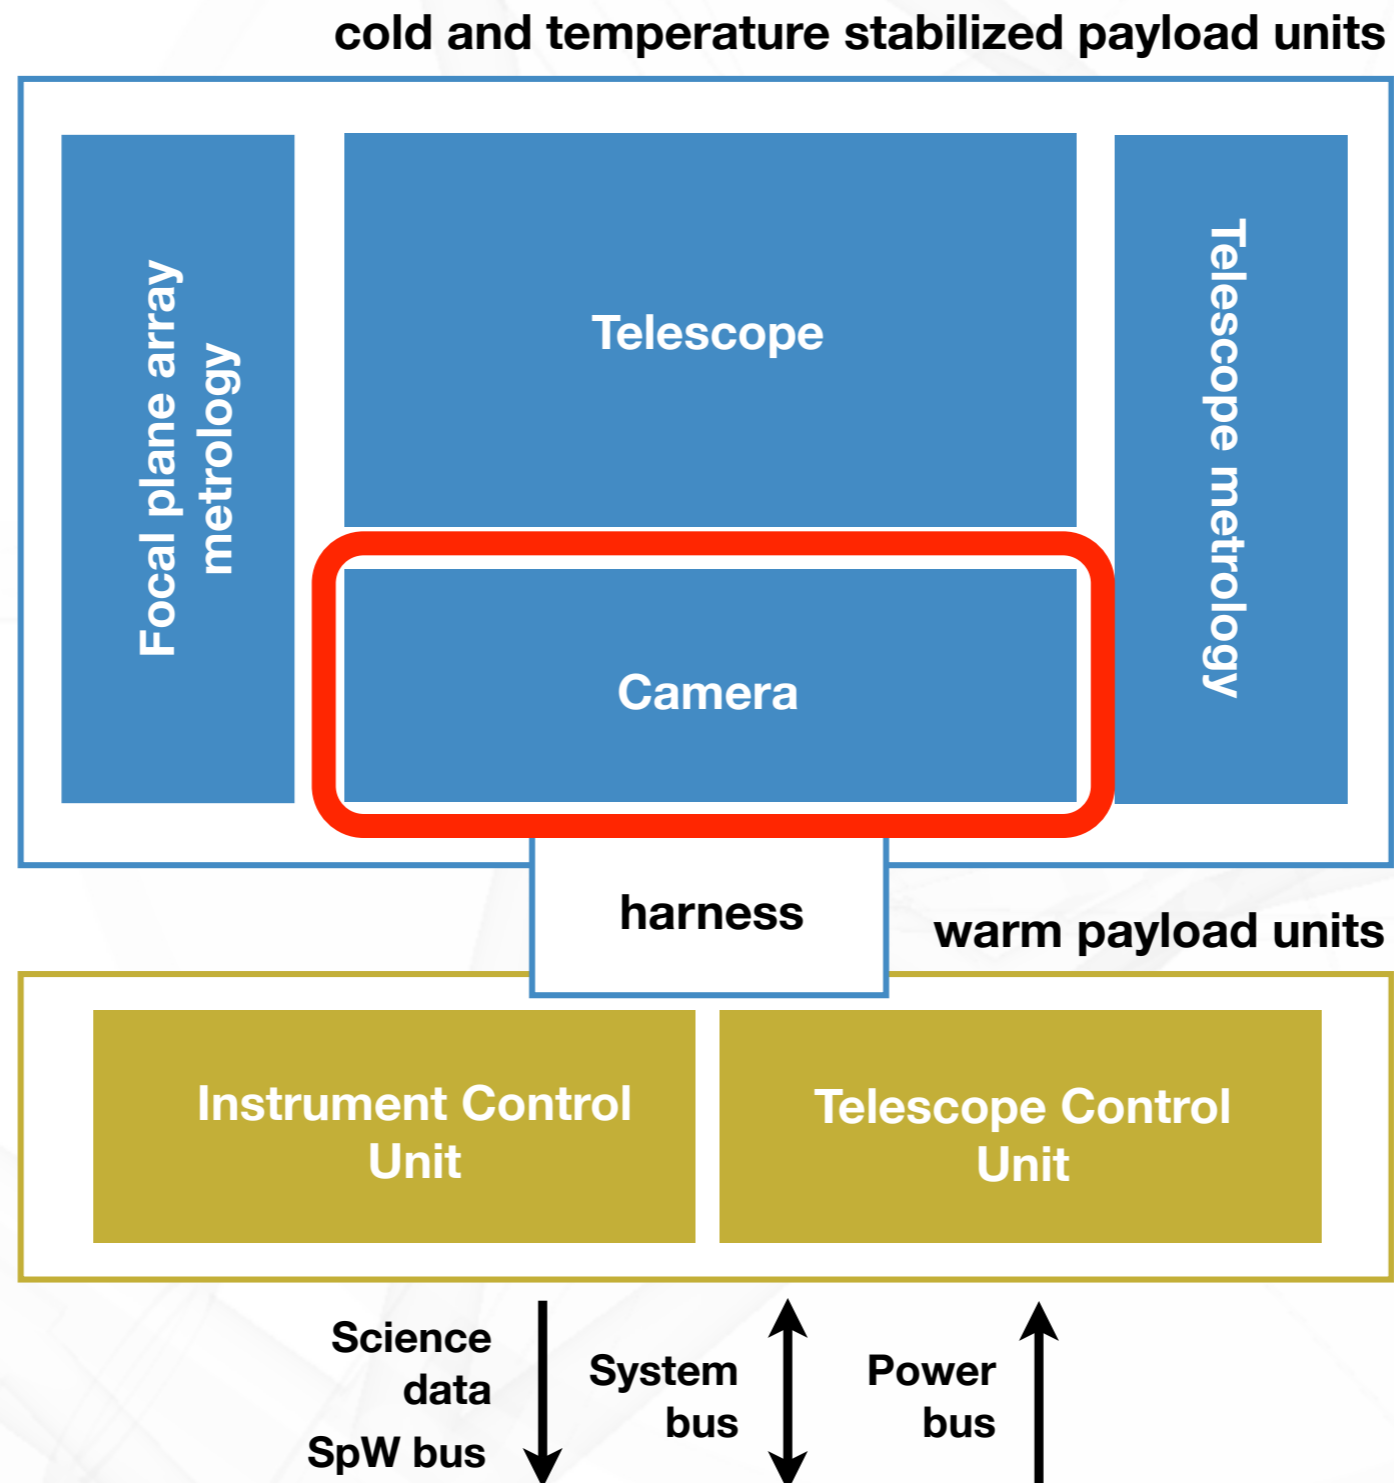 cold and temperature stabilized payload units
Focal plane array
metrology
Telescope
Telescope metrology
Camera
harness
warm payload units
Instrument Control
Unit
Telescope Control
Unit
Science
data
SpW bus
System
bus
Power
bus